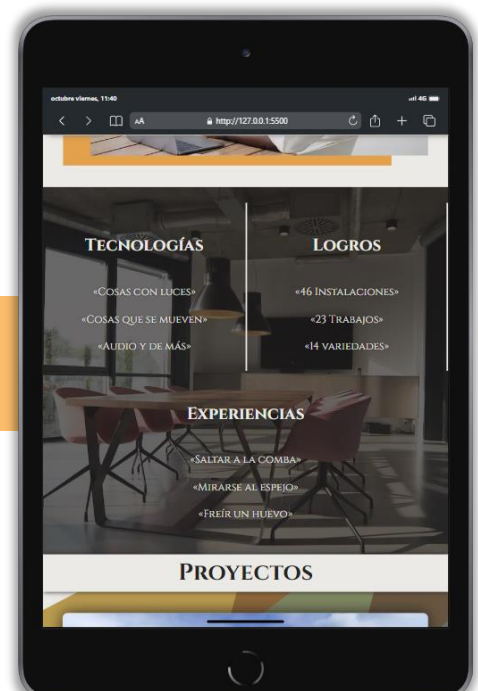 octubre viernes, 11:40
4G
AA
http://127.0.0.1:5500
Tecnologías
«Cosas con luces»
«Cosas que se mueven»
«Audio y de más»
Logros
«46 Instalaciones»
«23 Trabajos»
«14 variedades»
Experiencias
«Saltar a la comba»
«Mirarse al espejo»
«Freír un huevo»
Proyectos